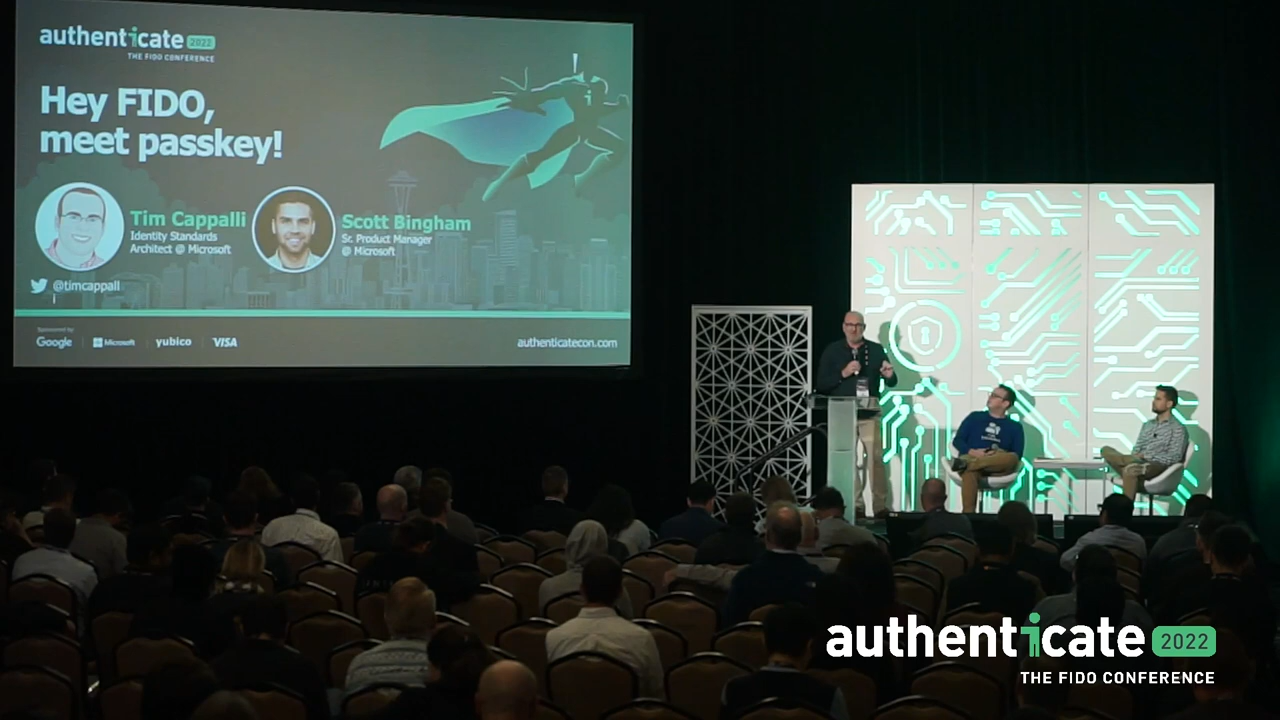 authenticate 2022
THE FIDO CONFERENCE
Hey FIDO,
meet passkey!
Tim Cappalli
Identity Standards
Architect @ Microsoft
Scott Bingham
Sr. Product Manager
@ Microsoft
@timcappall
i
Sponsored by
Google
Microsoft
yubico
VISA
authenticatecon.com
authenticate 2022
THE FIDO CONFERENCE